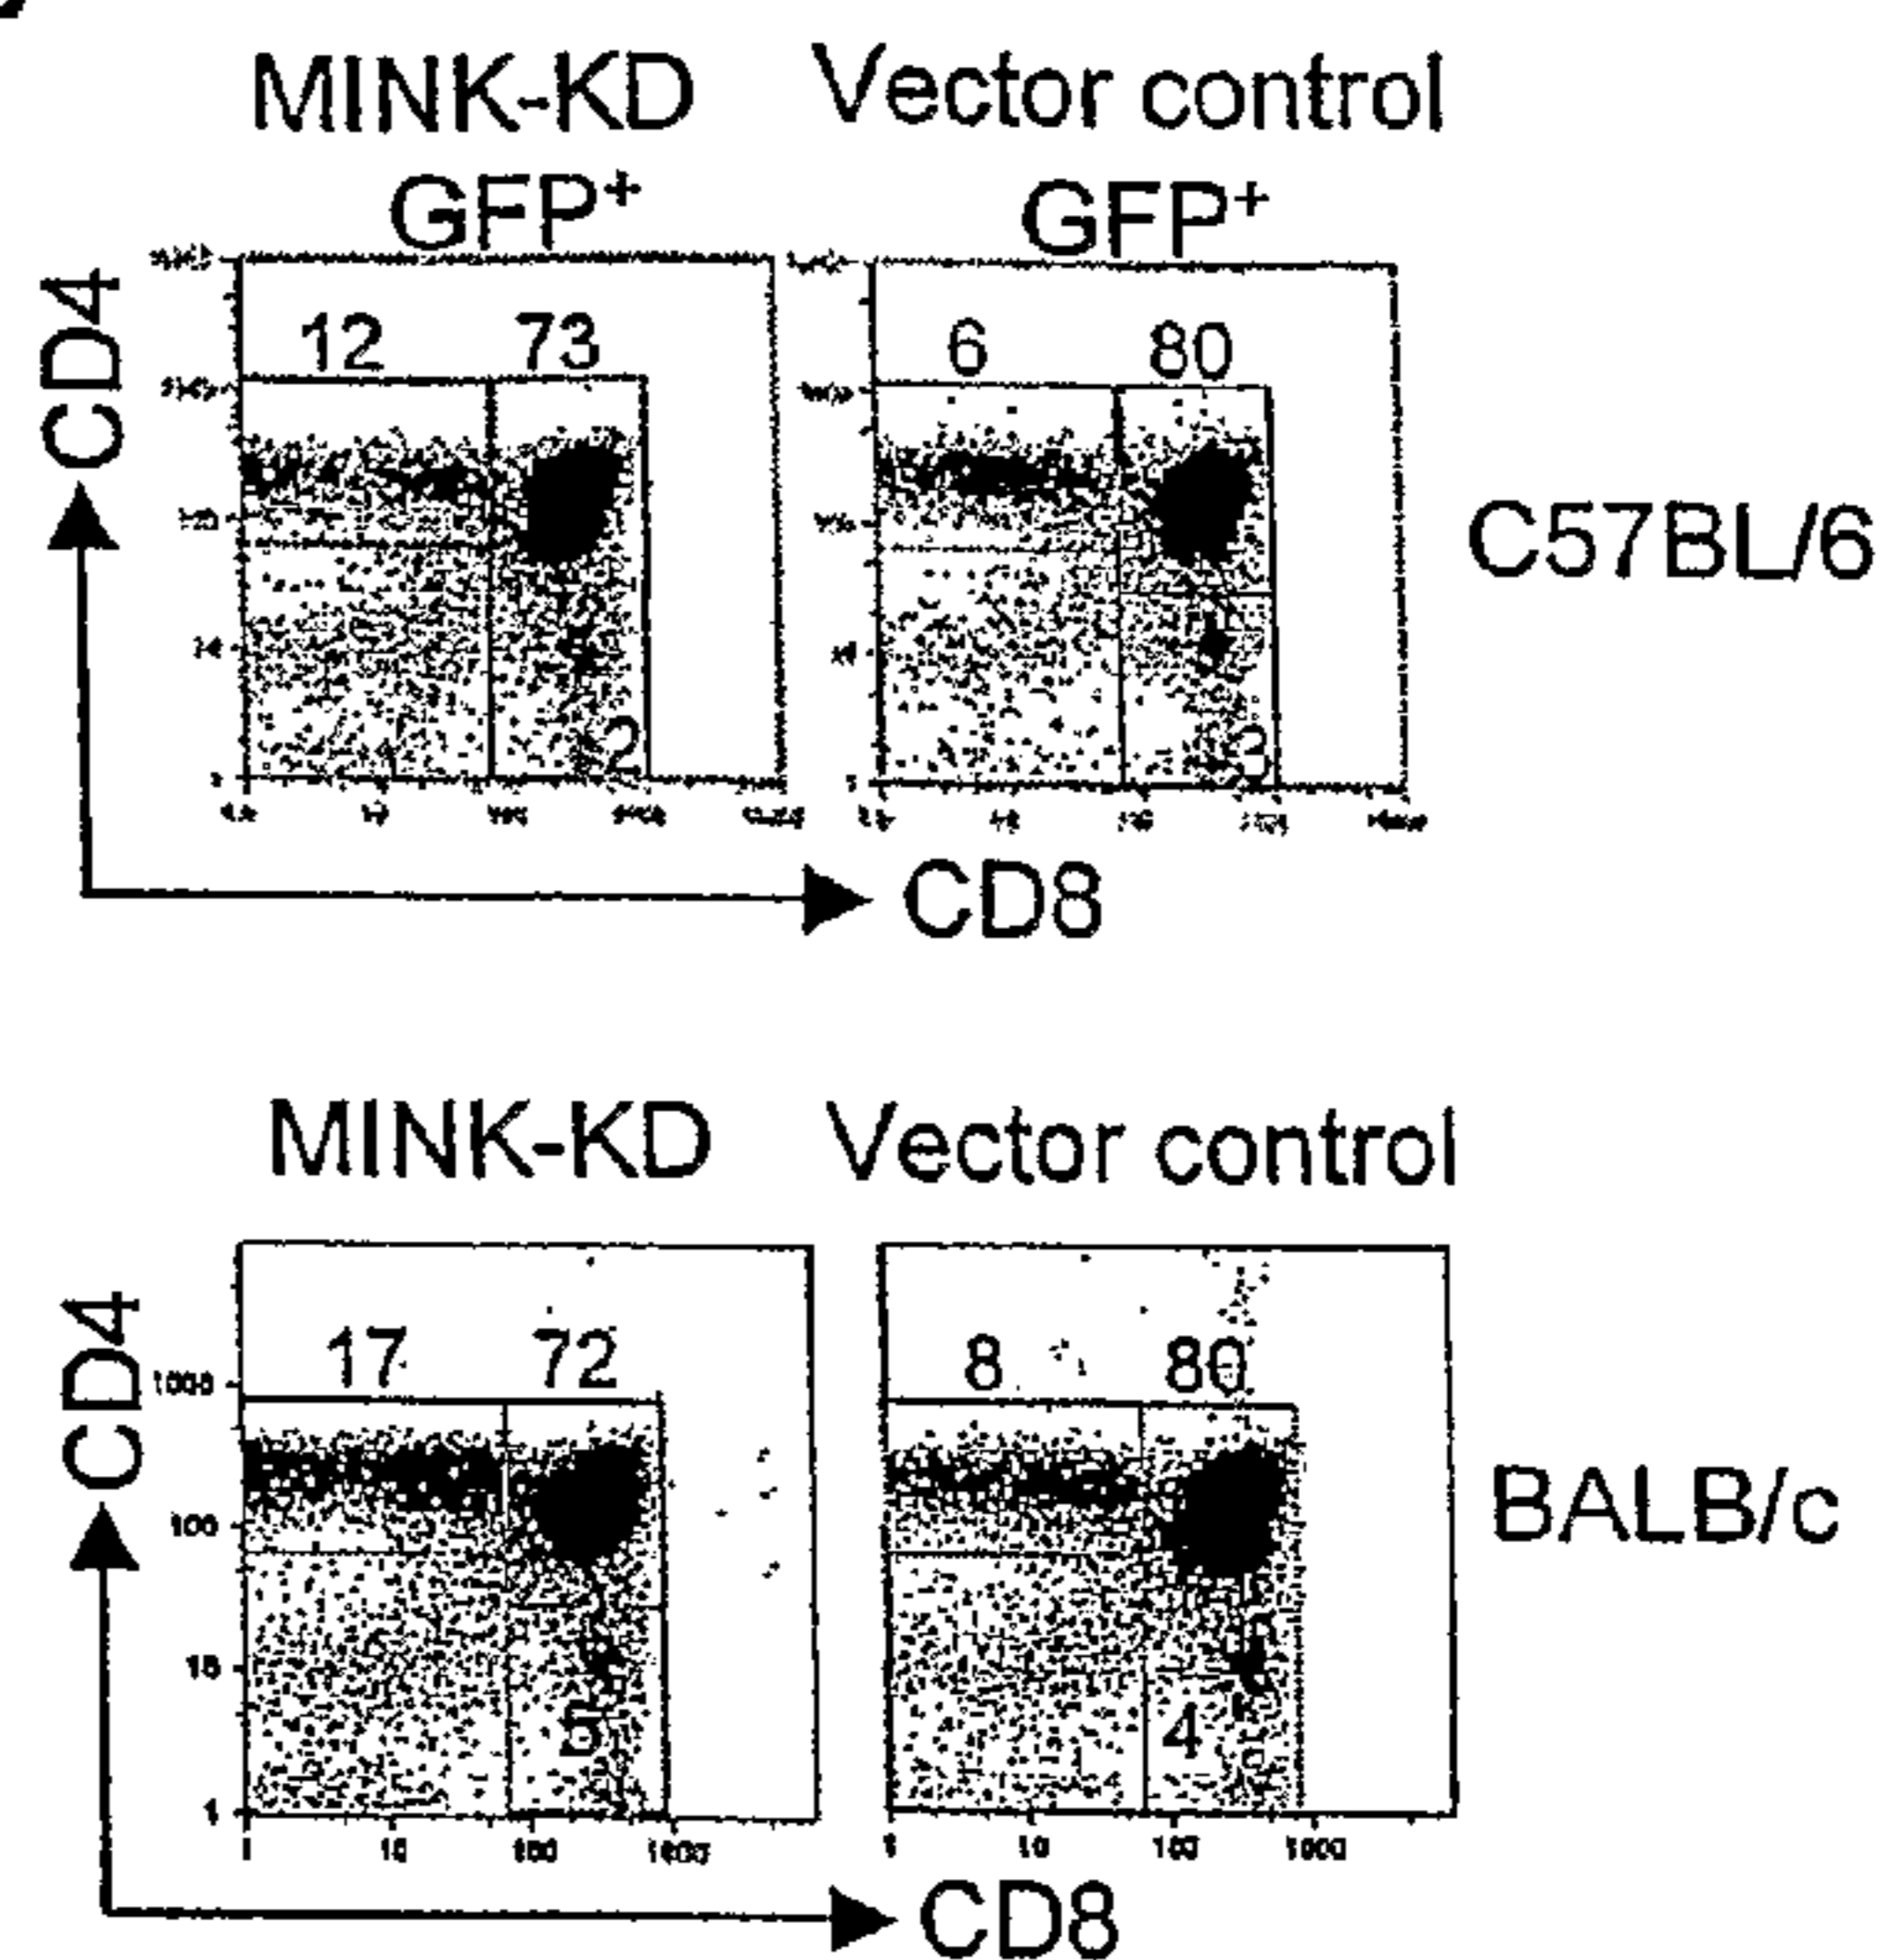 MINK-KD Vector control
GFP+ GFP+
CD4
12 73 6 80
C57BL/6
2 3
CD8
MINK-KD Vector control
CD4
17 72 8 80
1000
100
BALB/c
10
5 4
1
1 10 100 1000 1 10 100 1000
CD8